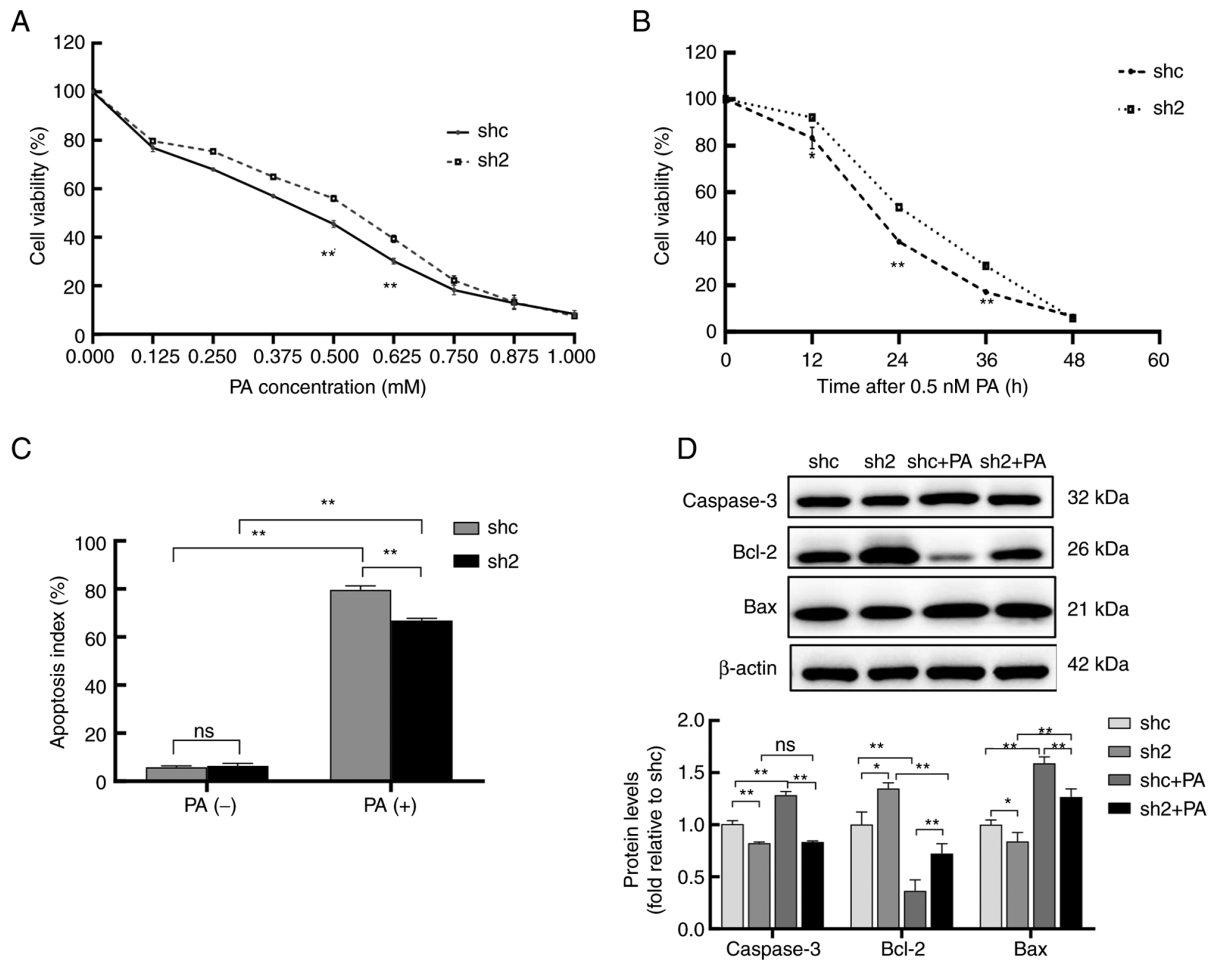 A
120
100
80
60
40
20
0
Cell viability (%)
shc
sh2
**
**
0.000 0.125 0.250 0.375 0.500 0.625 0.750 0.875 1.000
PA concentration (mM)
B
120
100
80
60
40
20
0
Cell viability (%)
shc
sh2
*
**
**
0 12 24 36 48 60
Time after 0.5 nM PA (h)
C
100
80
60
40
20
0
Apoptosis index (%)
**
**
**
ns
shc
sh2
PA (−) PA (+)
D
shc sh2 shc+PA sh2+PA
Caspase-3 32 kDa
Bcl-2 26 kDa
Bax 21 kDa
β-actin 42 kDa
2.0
1.5
1.0
0.5
0.0
Protein levels
(fold relative to shc)
ns
** ** **
** * ** **
** ** ** *
shc
sh2
shc+PA
sh2+PA
Caspase-3 Bcl-2 Bax